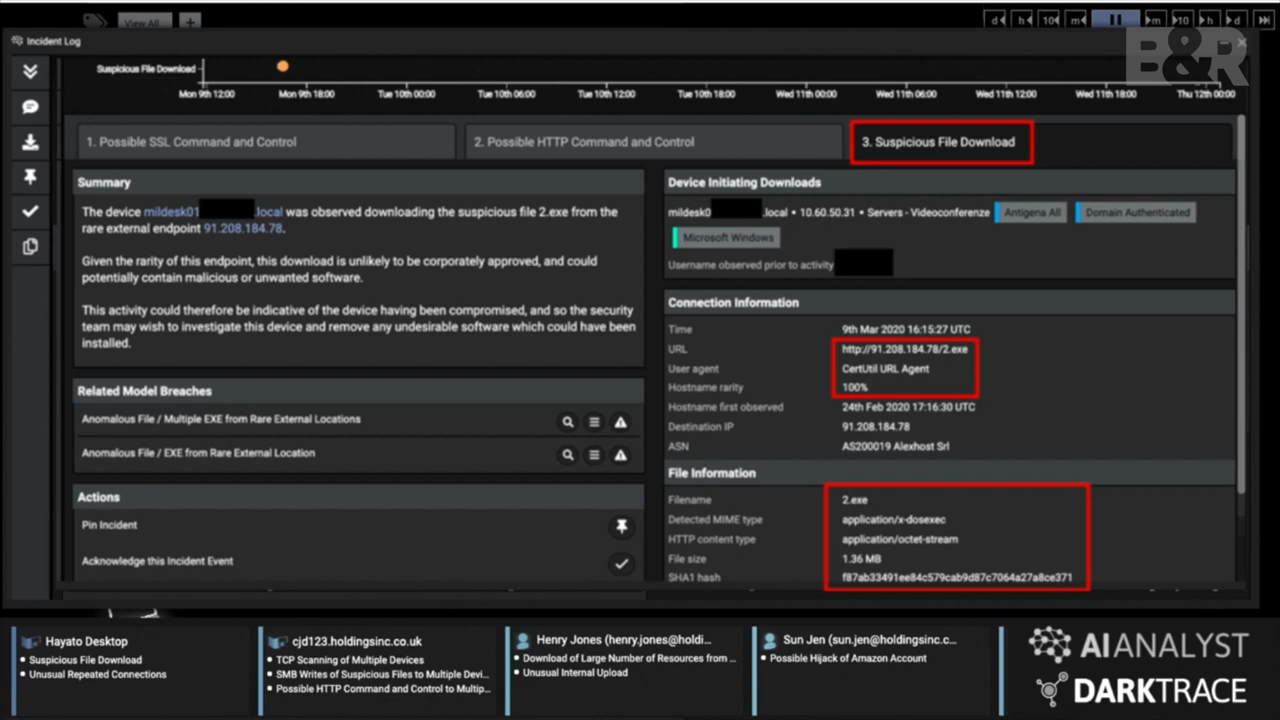 View All +
d h 10 m m 10 h d
Incident Log
B&R
Suspicious File Download
Mon 9th 12:00 Mon 9th 18:00 Tue 10th 00:00 Tue 10th 06:00 Tue 10th 12:00 Tue 10th 18:00 Wed 11th 00:00 Wed 11th 06:00 Wed 11th 12:00 Wed 11th 18:00 Thu 12th 00:00
1. Possible SSL Command and Control
2. Possible HTTP Command and Control
3. Suspicious File Download
Summary
The device mildesk01 .local was observed downloading the suspicious file 2.exe from the
rare external endpoint 91.208.184.78.
Given the rarity of this endpoint, this download is unlikely to be corporately approved, and could
potentially contain malicious or unwanted software.
This activity could therefore be indicative of the device having been compromised, and so the security
team may wish to investigate this device and remove any undesirable software which could have been
installed.
Related Model Breaches
Anomalous File / Multiple EXE from Rare External Locations
Anomalous File / EXE from Rare External Location
Actions
Pin Incident
Acknowledge this Incident Event
Device Initiating Downloads
mildesk0 .local • 10.60.50.31 • Servers - Videoconferenze Antigena All Domain Authenticated
Microsoft Windows
Username observed prior to activity
Connection Information
Time 9th Mar 2020 16:15:27 UTC
URL http://91.208.184.78/2.exe
User agent CertUtil URL Agent
Hostname rarity 100%
Hostname first observed 24th Feb 2020 17:16:30 UTC
Destination IP 91.208.184.78
ASN AS200019 Alexhost Srl
File Information
Filename 2.exe
Detected MIME type application/x-dosexec
HTTP content type application/octet-stream
File size 1.36 MB
SHA1 hash f87ab33491ee84c579cab9d87c7064a27a8ce371
Hayato Desktop
• Suspicious File Download
• Unusual Repeated Connections
cjd123.holdingsinc.co.uk
• TCP Scanning of Multiple Devices
• SMB Writes of Suspicious Files to Multiple Devi...
• Possible HTTP Command and Control to Multip...
Henry Jones (henry.jones@holdi...
• Download of Large Number of Resources from ...
• Unusual Internal Upload
Sun Jen (sun.jen@holdingsinc.c...
• Possible Hijack of Amazon Account
AI ANALYST
DARKTRACE